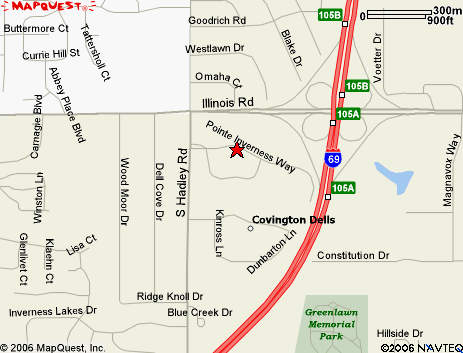 MAPQUEST
Goodrich Rd
105B
300m
900ft
Buttermore Ct
Tattersholl Ct
Westlawn Dr
Blake Dr
Voetter Dr
Currie Hill St
Omaha Ct
Abbey Place Blvd
105B
Illinois Rd
105A
Carnagie Blvd
Pointe Inverness Way
69
Magnavox Way
Winston Ln
Wood Moor Dr
Dell Cove Dr
S Hadley Rd
105A
Kinross Ln
Covington Dells
Glenlivet Ct
Klaehn Ct
Lisa Ct
Dunbarton Ln
Constitution Dr
Ridge Knoll Dr
Inverness Lakes Dr
Blue Creek Dr
Greenlawn
Memorial
Park
Hillside Dr
© 2006 MapQuest, Inc.
©2006 NAVTEQ